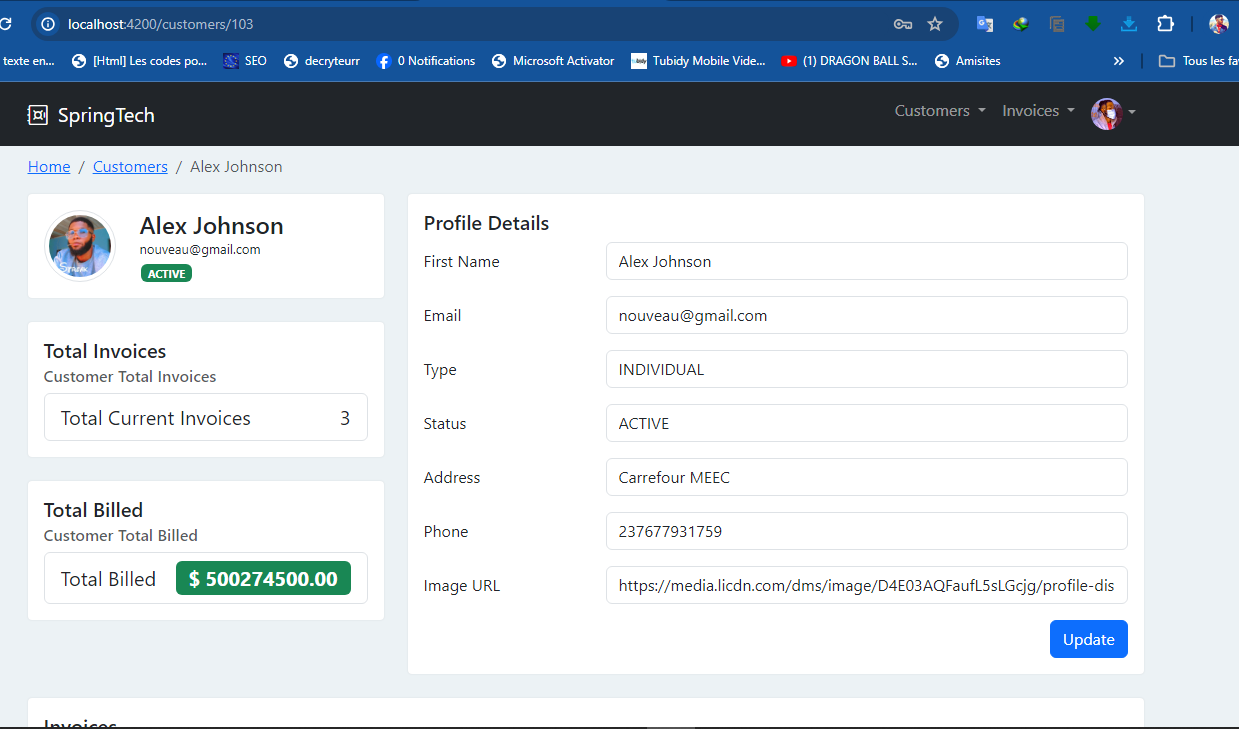 localhost:4200/customers/103
texte en...
[Html] Les codes po...
SEO
decryteurr
0 Notifications
Microsoft Activator
Tubidy Mobile Vide...
(1) DRAGON BALL S...
Amisites
»
Tous les fa
SpringTech
Customers
Invoices
Home / Customers / Alex Johnson
Alex Johnson
nouveau@gmail.com
ACTIVE
Total Invoices
Customer Total Invoices
Total Current Invoices 3
Total Billed
Customer Total Billed
Total Billed $ 500274500.00
Profile Details
First Name Alex Johnson
Email nouveau@gmail.com
Type INDIVIDUAL
Status ACTIVE
Address Carrefour MEEC
Phone 237677931759
Image URL https://media.licdn.com/dms/image/D4E03AQFaufL5sLGcjg/profile-dis
Update
Invoices